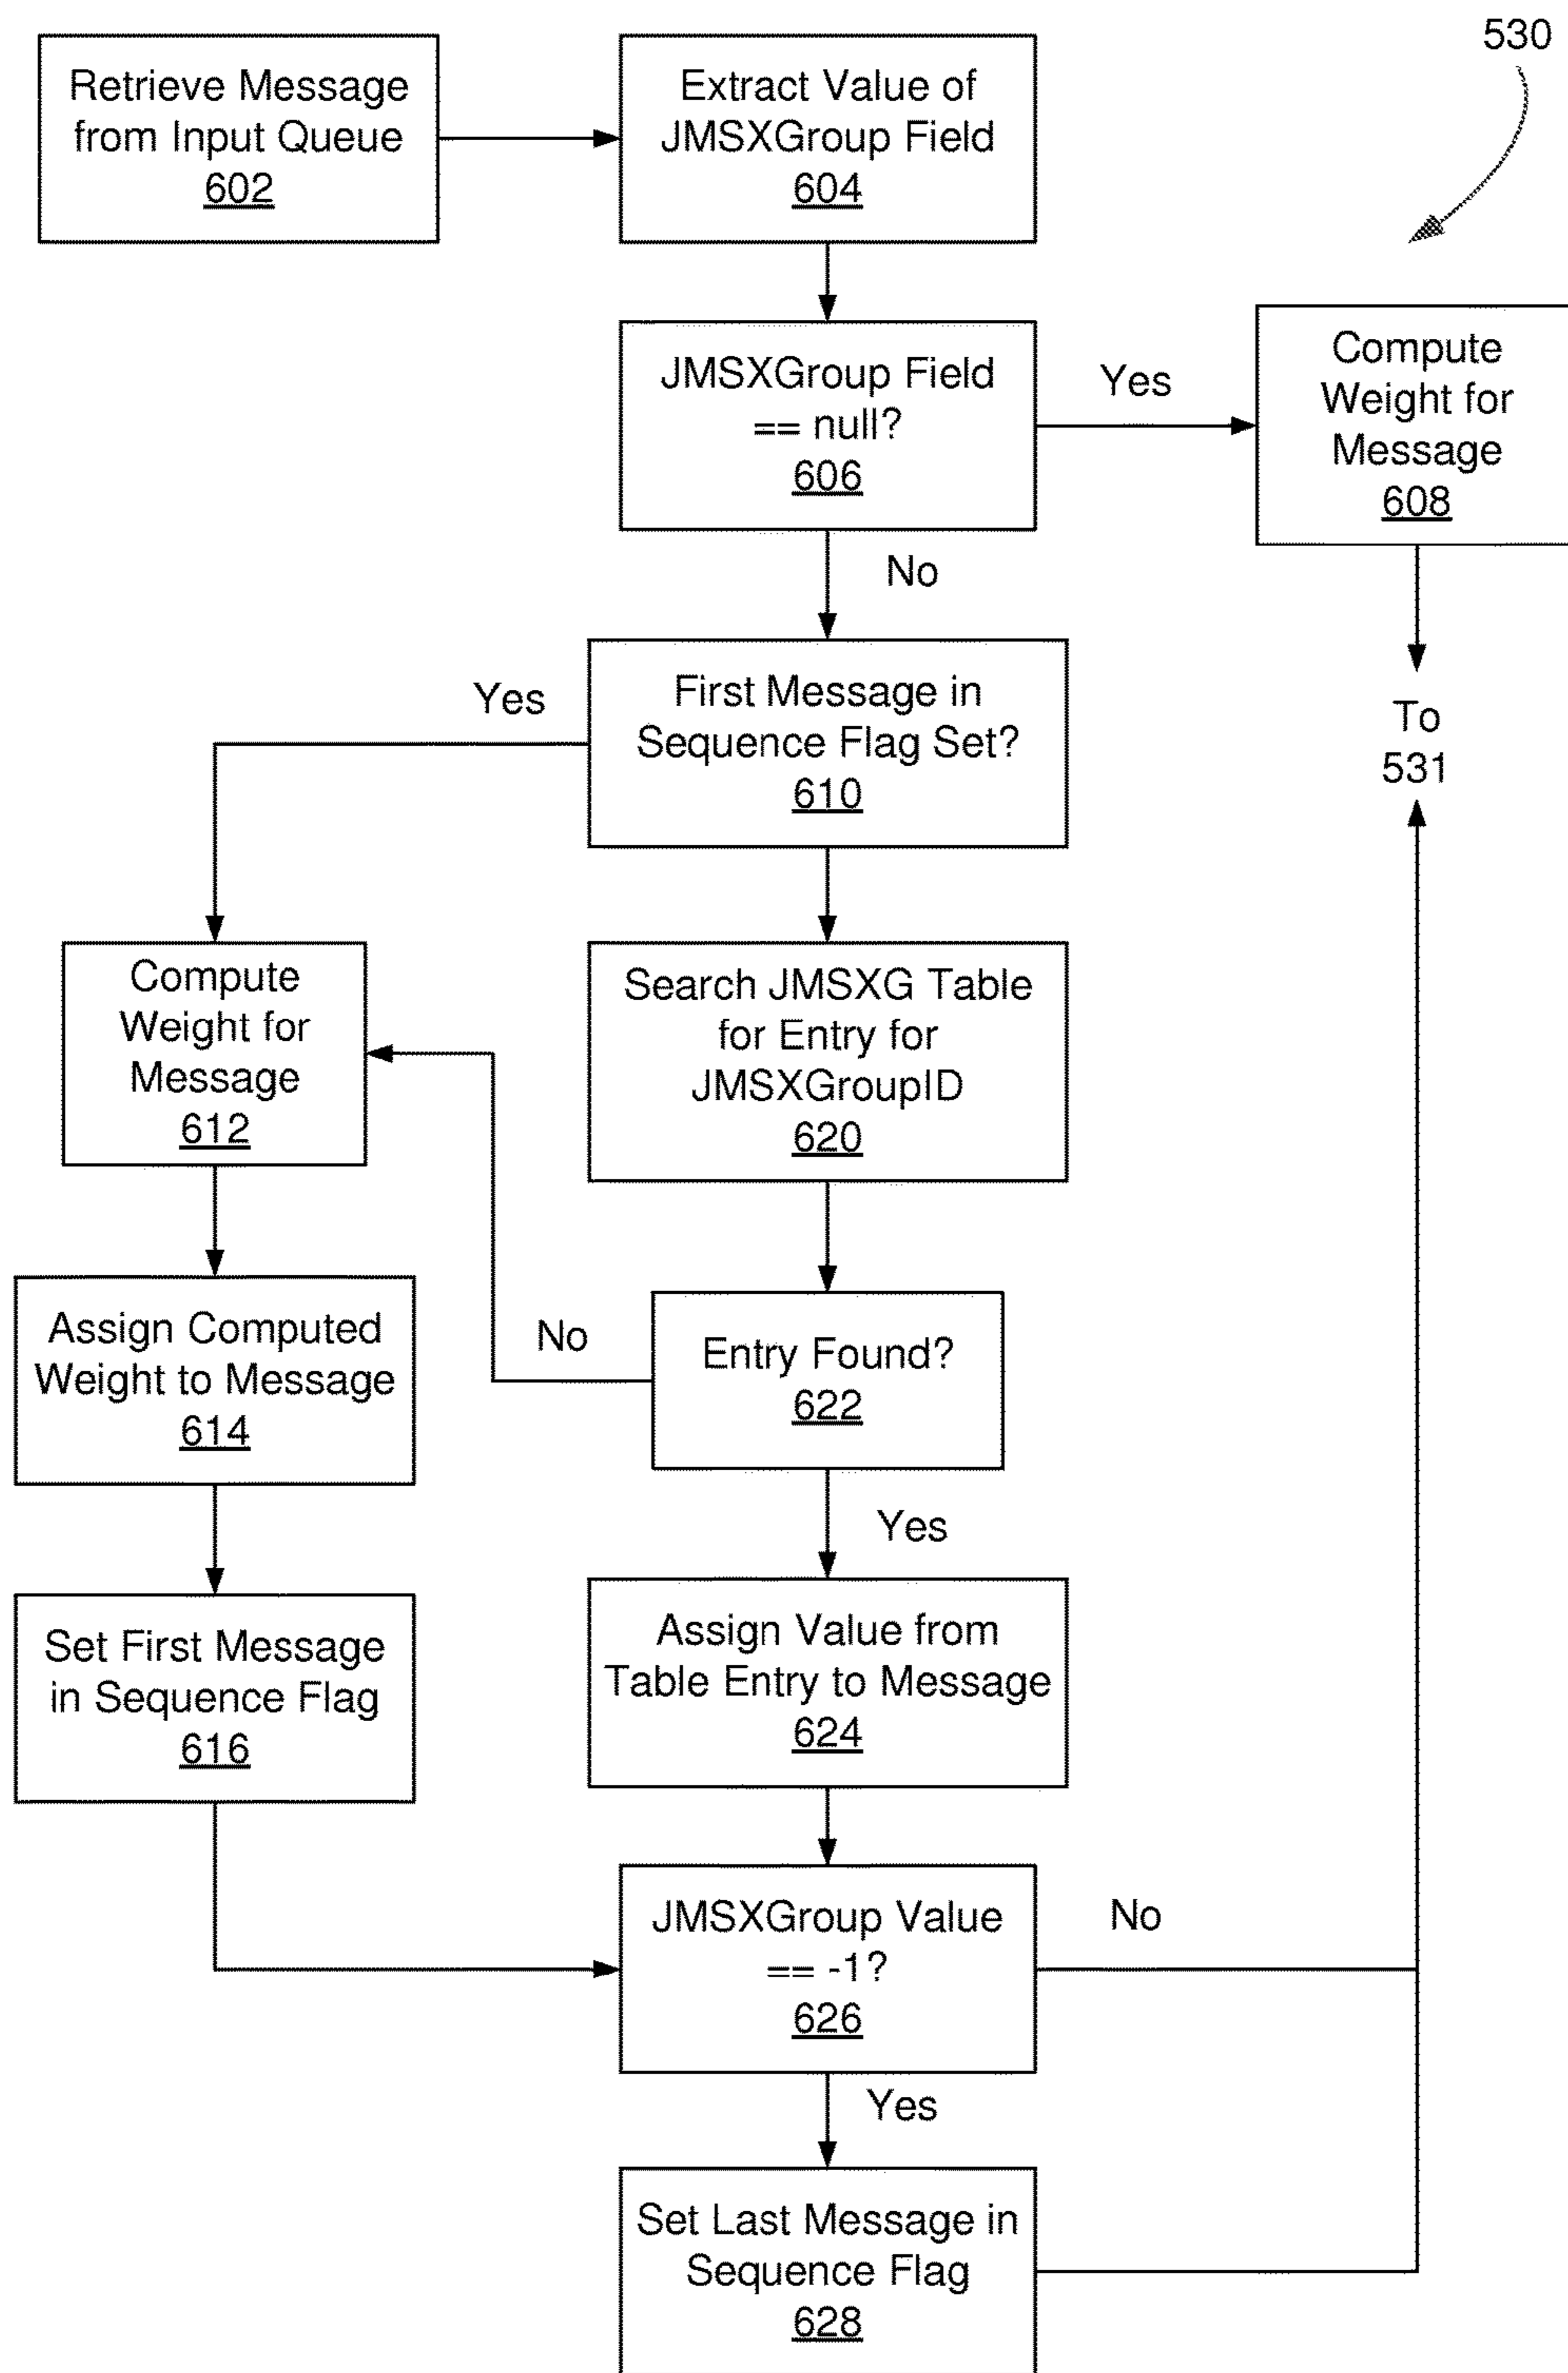 530
Retrieve Message
from Input Queue
602
Extract Value of
JMSXGroup Field
604
JMSXGroup Field
== null?
606
Yes
Compute
Weight for
Message
608
No
To
531
First Message in
Sequence Flag Set?
610
Yes
Compute
Weight for
Message
612
Search JMSXG Table
for Entry for
JMSXGroupID
620
Assign Computed
Weight to Message
614
No
Entry Found?
622
Yes
Set First Message
in Sequence Flag
616
Assign Value from
Table Entry to Message
624
JMSXGroup Value
== -1?
626
No
Yes
Set Last Message in
Sequence Flag
628